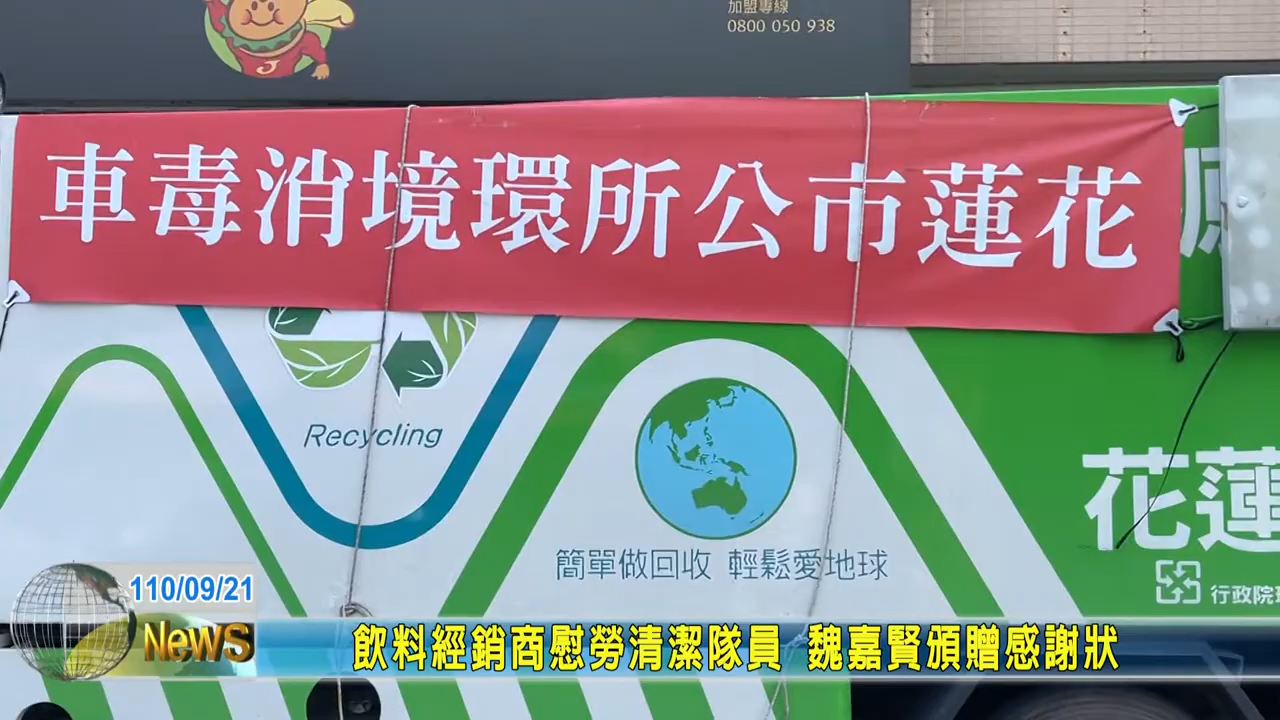 加盟專線
0800 050 938
車毒消境環所公市蓮花
Recycling
簡單做回收 輕鬆愛地球
花蓮
行政院
110/09/21
NewS
飲料經銷商慰勞清潔隊員 魏嘉賢頒贈感謝狀